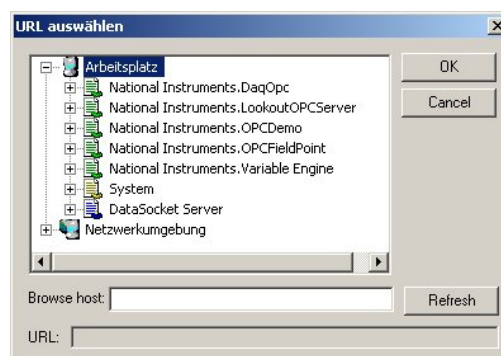 URL auswählen
Arbeitsplatz
National Instruments.DaqOpc
National Instruments.LookoutOPCServer
National Instruments.OPCDemo
National Instruments.OPCFieldPoint
National Instruments.Variable Engine
System
DataSocket Server
Netzwerkumgebung
OK
Cancel
Browse host:
Refresh
URL: